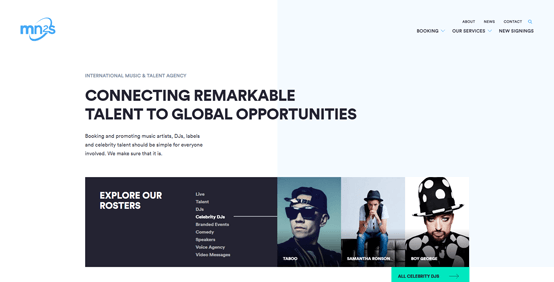 mn2s
ABOUT NEWS CONTACT
BOOKING OUR SERVICES NEW SIGNINGS
INTERNATIONAL MUSIC & TALENT AGENCY
CONNECTING REMARKABLE
TALENT TO GLOBAL OPPORTUNITIES
Booking and promoting music artists, DJs, labels
and celebrity talent should be simple for everyone
involved. We make sure that it is.
EXPLORE OUR
ROSTERS
Live
Talent
DJs
Celebrity DJs
Branded Events
Comedy
Speakers
Voice Agency
Video Messages
TABOO
SAMANTHA RONSON
BOY GEORGE
ALL CELEBRITY DJS